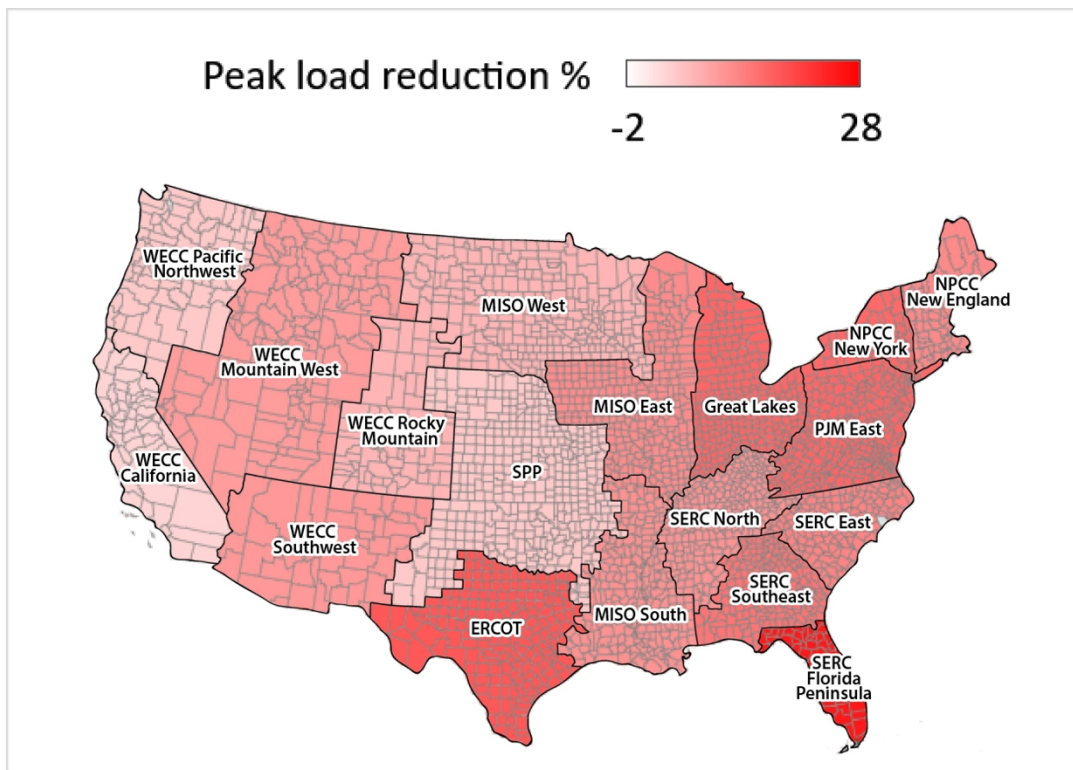 Peak load reduction %
-2
28
WECC Pacific
Northwest
MISO West
NPCC
New England
NPCC
New York
WECC
Mountain West
MISO East
Great Lakes
WECC Rocky
Mountain
PJM East
WECC
California
SPP
SERC North
SERC East
WECC
Southwest
SERC
Southeast
MISO South
ERCOT
SERC
Florida
Peninsula